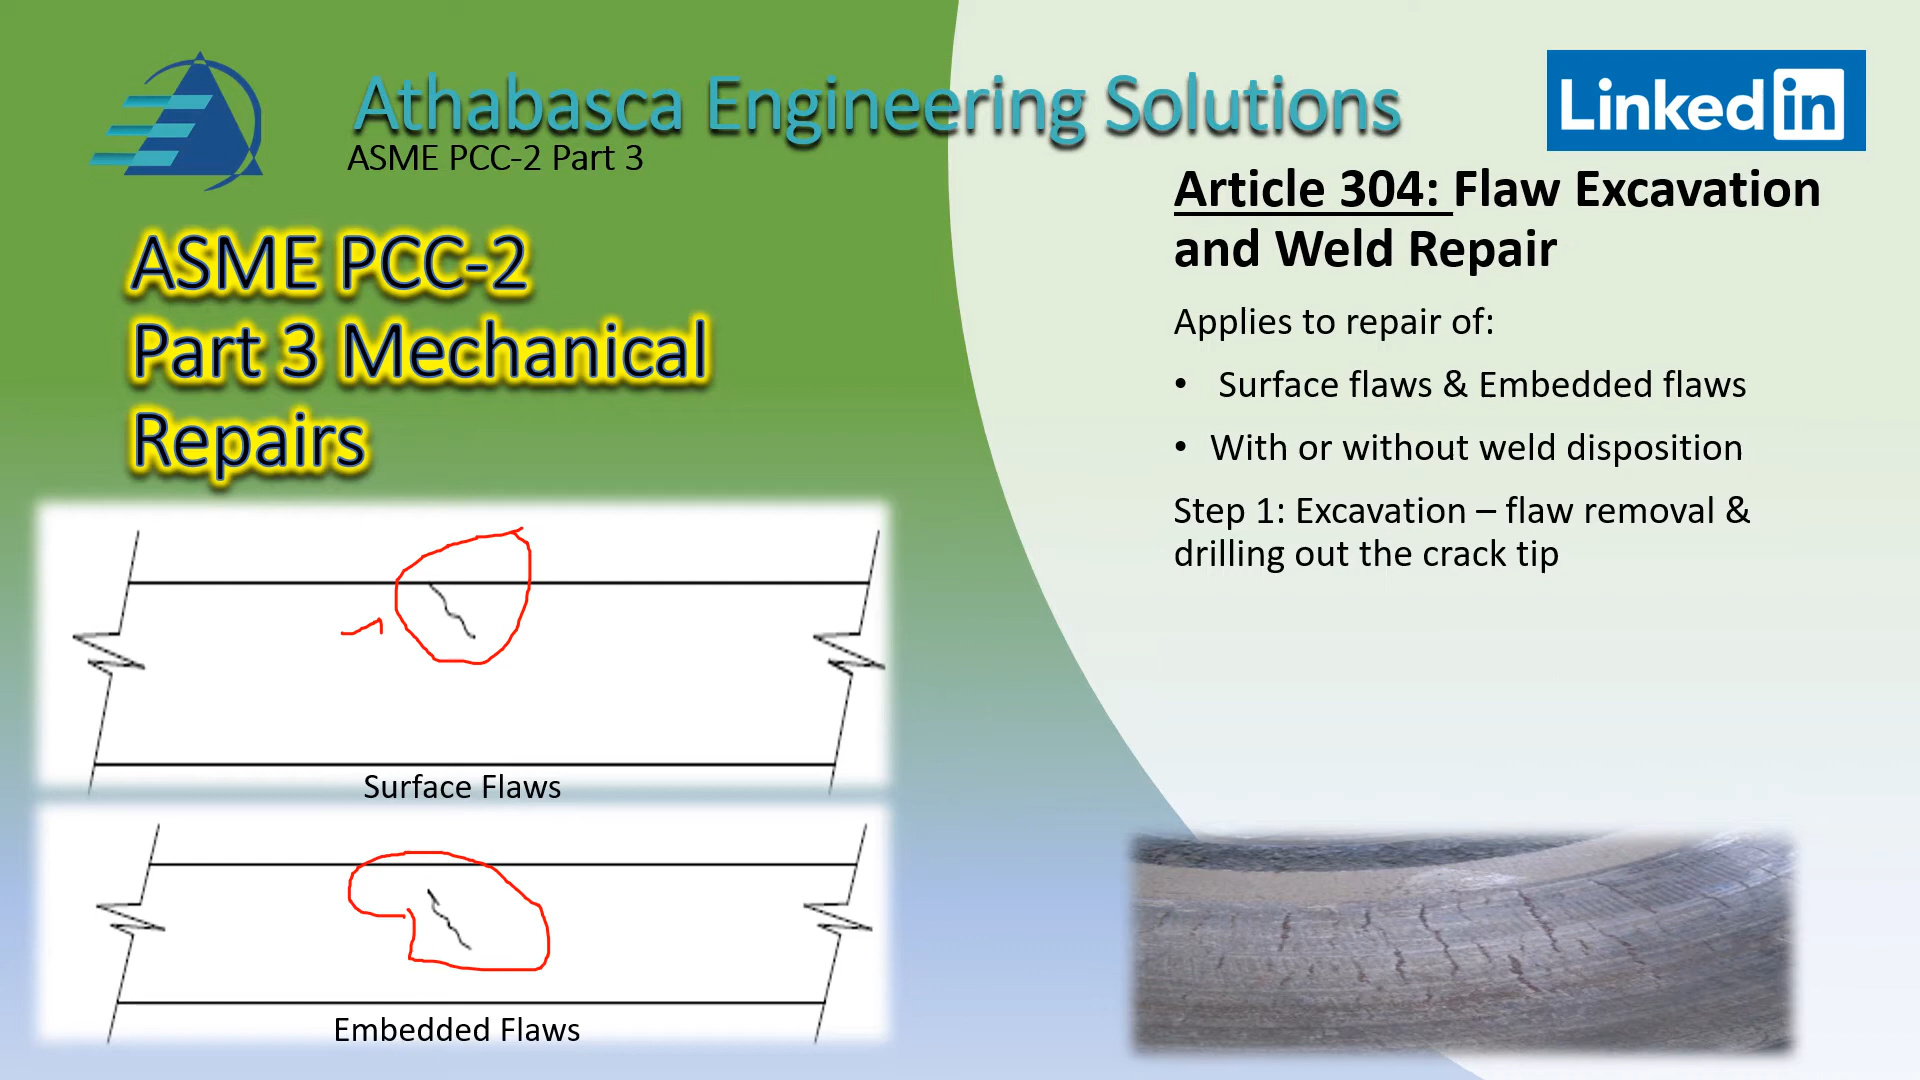 Athabasca Engineering Solutions
ASME PCC-2 Part 3
LinkedIn
ASME PCC-2
Part 3 Mechanical
Repairs
Article 304: Flaw Excavation
and Weld Repair
Applies to repair of:
• Surface flaws & Embedded flaws
• With or without weld disposition
Step 1: Excavation – flaw removal &
drilling out the crack tip
Surface Flaws
Embedded Flaws